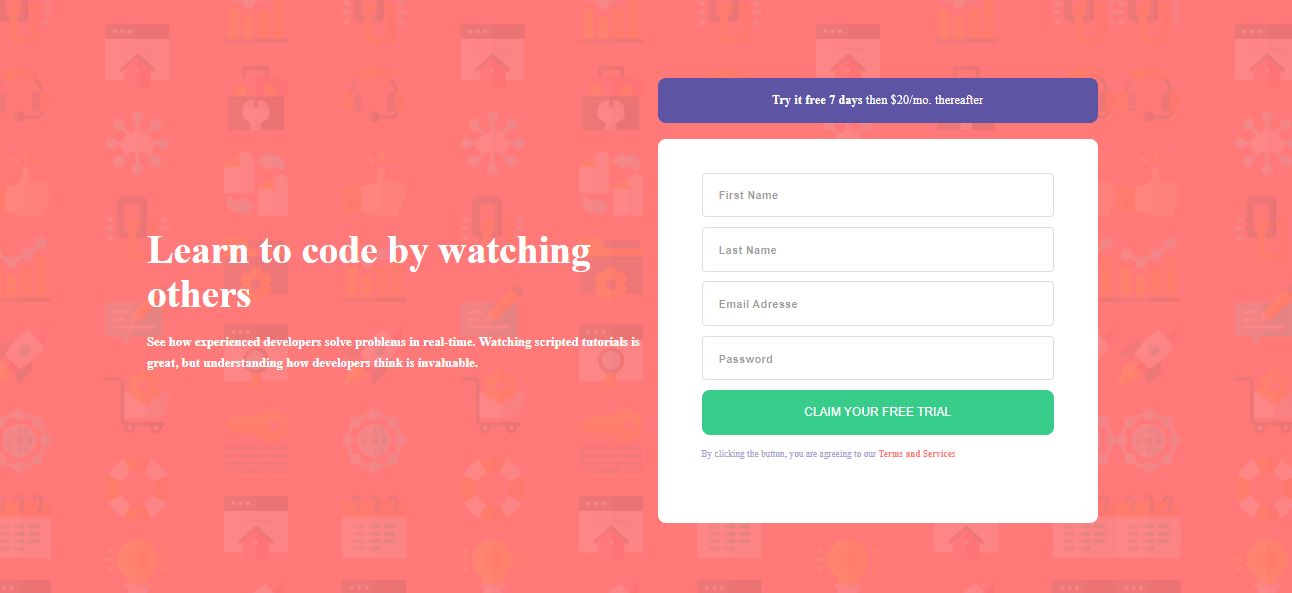 Learn to code by watching
others
See how experienced developers solve problems in real-time. Watching scripted tutorials is
great, but understanding how developers think is invaluable.
Try it free 7 days then $20/mo. thereafter
First Name
Last Name
Email Adresse
Password
CLAIM YOUR FREE TRIAL
By clicking the button, you are agreeing to our Terms and Services